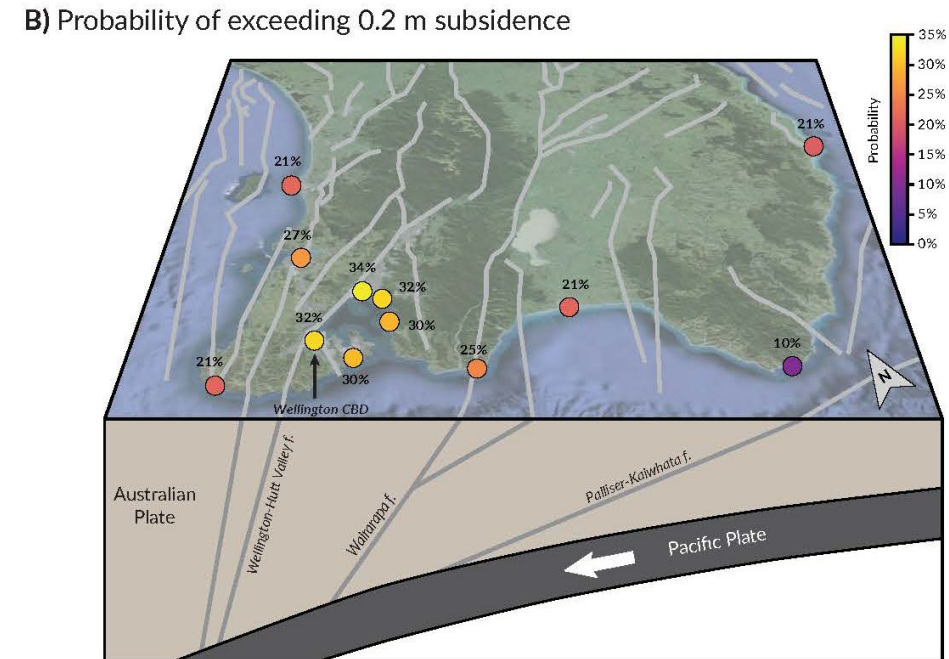 B) Probability of exceeding 0.2 m subsidence
35%
30%
25%
20%
15%
10%
5%
0%
Probability
21%
21%
27%
34%
32%
30%
32%
30%
21%
25%
21%
10%
Wellington CBD
N
Australian
Plate
Wellington-Hutt Valley f.
Wairarapa f.
Palliser-Kaiwhata f.
Pacific Plate